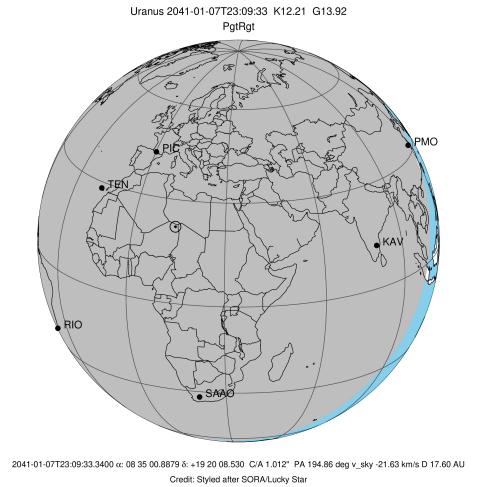 Uranus 2041-01-07T23:09:33 K12.21 G13.92
PgtRgt
PMO
PIC
TEN
KAV
RIO
SAAO
2041-01-07T23:09:33.3400 α: 08 35 00.8879 δ: +19 20 08.530 C/A 1.012" PA 194.86 deg v_sky -21.63 km/s D 17.60 AU
Credit: Styled after SORA/Lucky Star